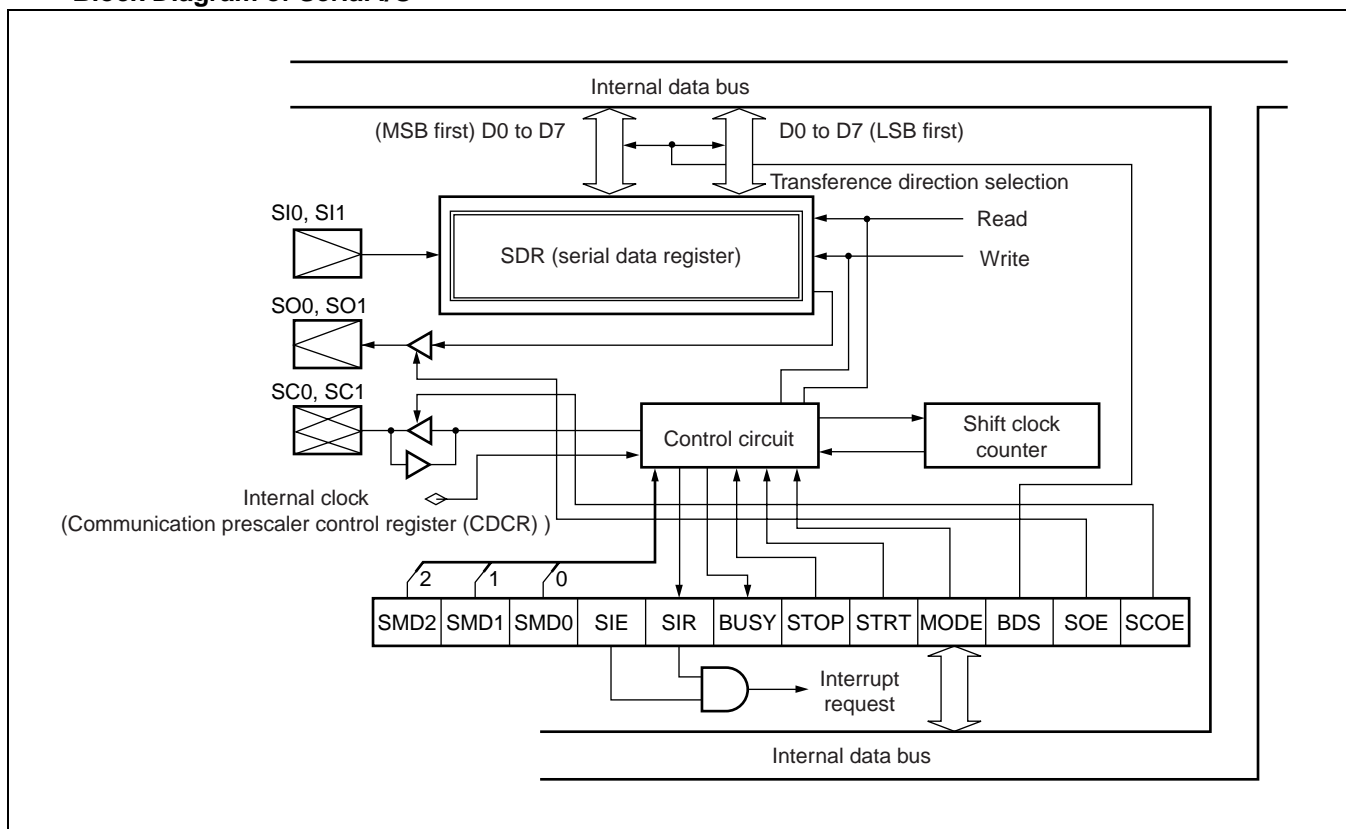 Internal data bus
(MSB first) D0 to D7
D0 to D7 (LSB first)
Transference direction selection
SI0, SI1
Read
SDR (serial data register)
Write
SO0, SO1
SC0, SC1
Control circuit
Shift clock
counter
Internal clock
(Communication prescaler control register (CDCR) )
2 1 0
SMD2 SMD1 SMD0 SIE SIR BUSY STOP STRT MODE BDS SOE SCOE
Interrupt
request
Internal data bus